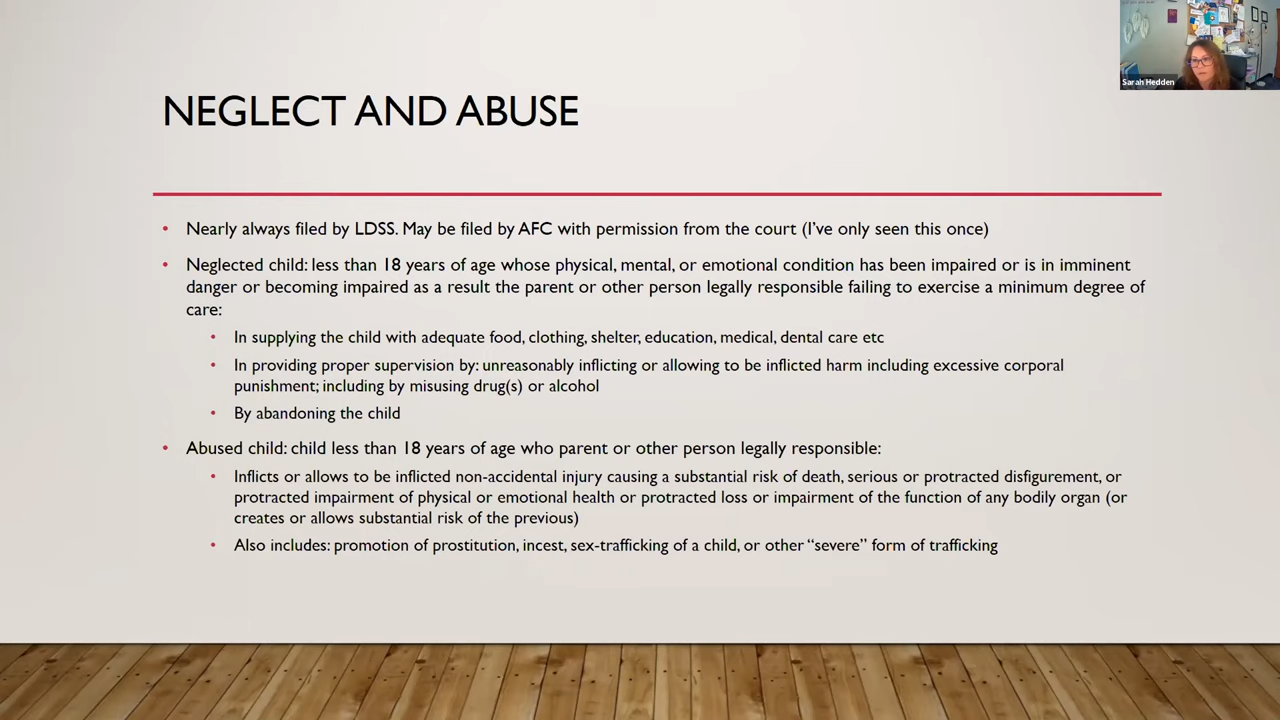 Sarah Hedden
NEGLECT AND ABUSE
• Nearly always filed by LDSS. May be filed by AFC with permission from the court (I've only seen this once)
• Neglected child: less than 18 years of age whose physical, mental, or emotional condition has been impaired or is in imminent
danger or becoming impaired as a result the parent or other person legally responsible failing to exercise a minimum degree of
care:
• In supplying the child with adequate food, clothing, shelter, education, medical, dental care etc
• In providing proper supervision by: unreasonably inflicting or allowing to be inflicted harm including excessive corporal
punishment; including by misusing drug(s) or alcohol
• By abandoning the child
• Abused child: child less than 18 years of age who parent or other person legally responsible:
• Inflicts or allows to be inflicted non-accidental injury causing a substantial risk of death, serious or protracted disfigurement, or
protracted impairment of physical or emotional health or protracted loss or impairment of the function of any bodily organ (or
creates or allows substantial risk of the previous)
• Also includes: promotion of prostitution, incest, sex-trafficking of a child, or other “severe” form of trafficking